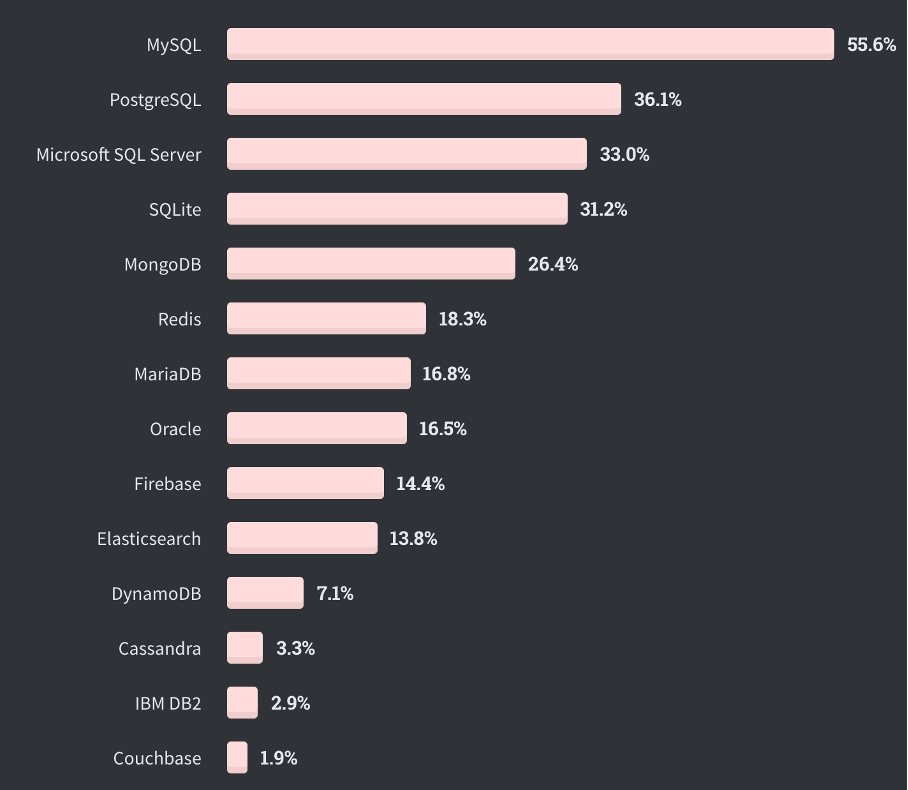 MySQL 55.6%
PostgreSQL 36.1%
Microsoft SQL Server 33.0%
SQLite 31.2%
MongoDB 26.4%
Redis 18.3%
MariaDB 16.8%
Oracle 16.5%
Firebase 14.4%
Elasticsearch 13.8%
DynamoDB 7.1%
Cassandra 3.3%
IBM DB2 2.9%
Couchbase 1.9%